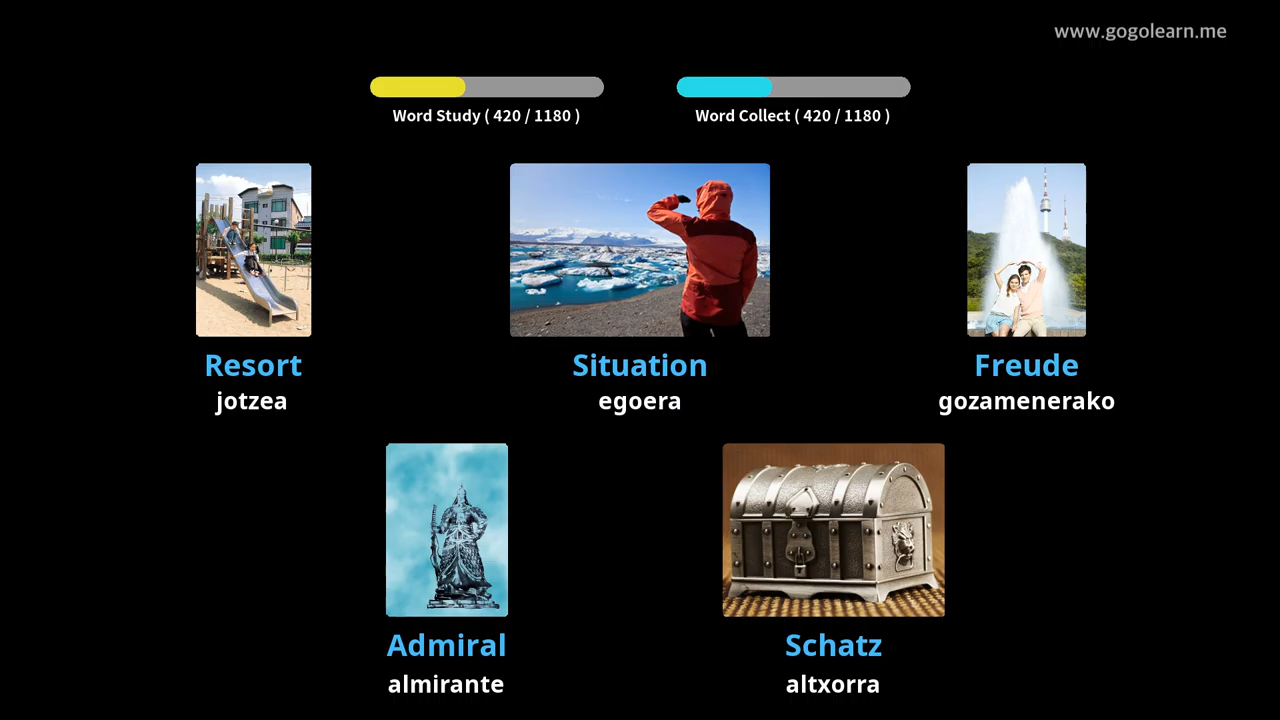 www.gogolearn.me
Word Study ( 420 / 1180 )
Word Collect ( 420 / 1180 )
Resort
jotzea
Situation
egoera
Freude
gozamenerako
Admiral
almirante
Schatz
altxorra